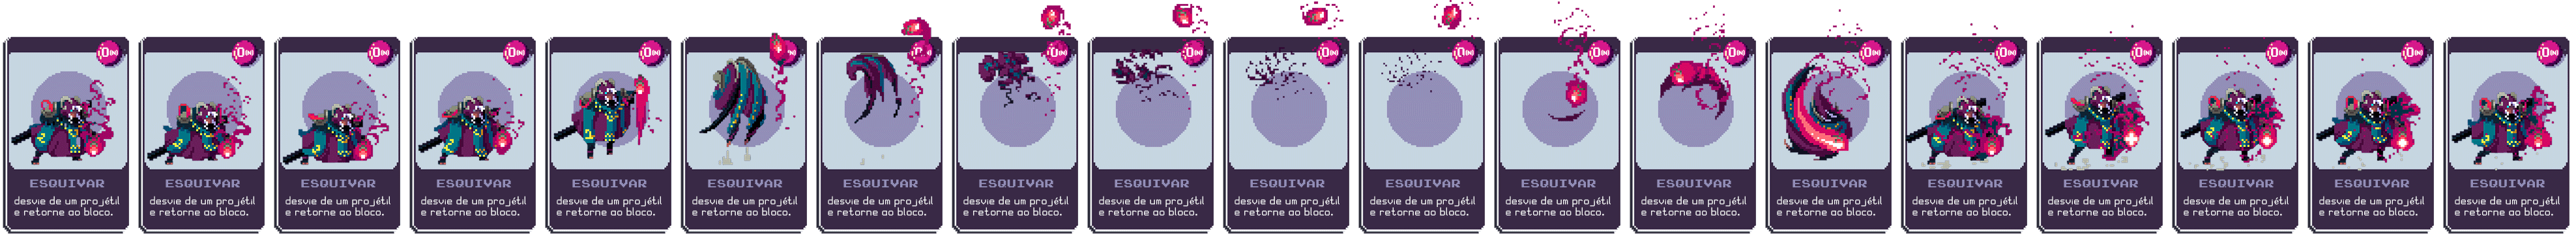 ESQUIVAR
desvie de um projétil
e retorne ao bloco.
ESQUIVAR
desvie de um projétil
e retorne ao bloco.
ESQUIVAR
desvie de um projétil
e retorne ao bloco.
ESQUIVAR
desvie de um projétil
e retorne ao bloco.
ESQUIVAR
desvie de um projétil
e retorne ao bloco.
ESQUIVAR
desvie de um projétil
e retorne ao bloco.
ESQUIVAR
desvie de um projétil
e retorne ao bloco.
ESQUIVAR
desvie de um projétil
e retorne ao bloco.
ESQUIVAR
desvie de um projétil
e retorne ao bloco.
ESQUIVAR
desvie de um projétil
e retorne ao bloco.
ESQUIVAR
desvie de um projétil
e retorne ao bloco.
ESQUIVAR
desvie de um projétil
e retorne ao bloco.
ESQUIVAR
desvie de um projétil
e retorne ao bloco.
ESQUIVAR
desvie de um projétil
e retorne ao bloco.
ESQUIVAR
desvie de um projétil
e retorne ao bloco.
ESQUIVAR
desvie de um projétil
e retorne ao bloco.
ESQUIVAR
desvie de um projétil
e retorne ao bloco.
ESQUIVAR
desvie de um projétil
e retorne ao bloco.
ESQUIVAR
desvie de um projétil
e retorne ao bloco.